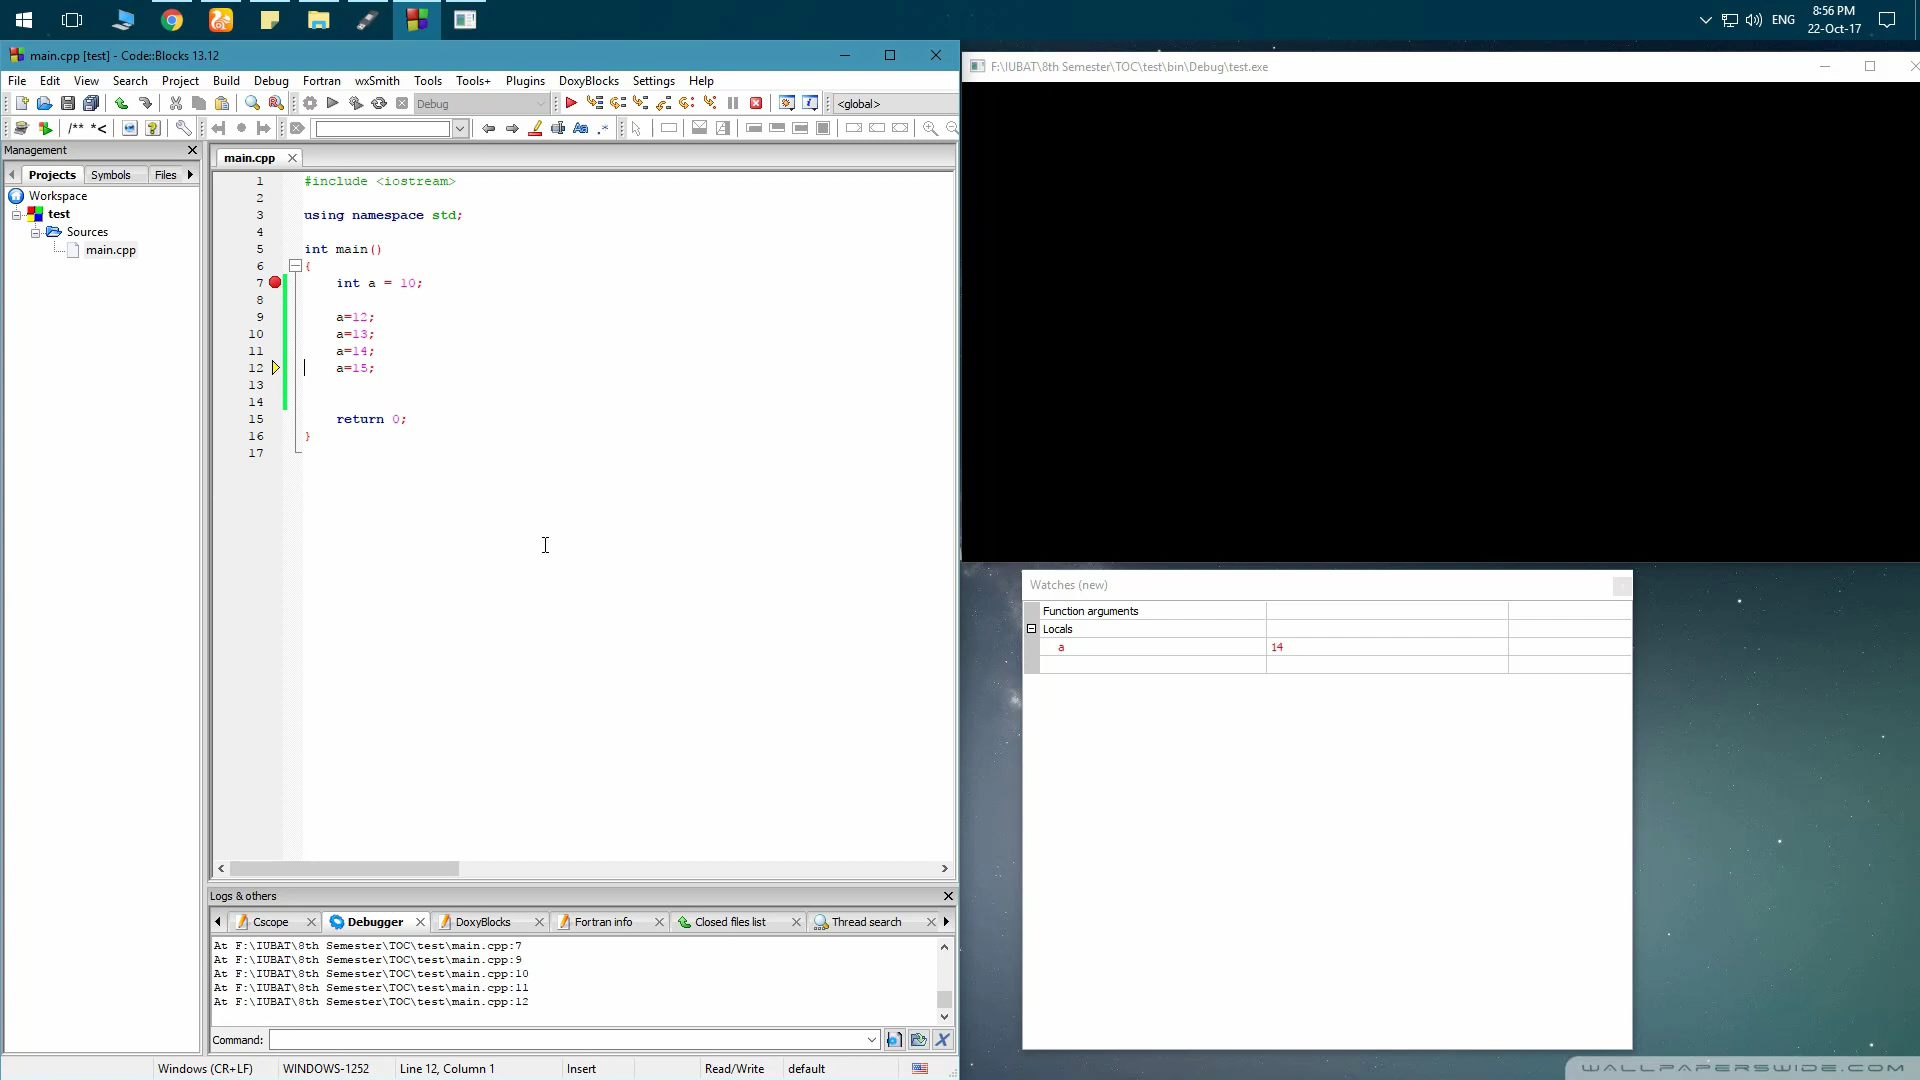 ENG
8:56 PM
22-Oct-17
main.cpp [test] - Code::Blocks 13.12
File Edit View Search Project Build Debug Fortran wxSmith Tools Tools+ Plugins DoxyBlocks Settings Help
Debug
<global>
/** *<
Aa
.*
Management
Projects Symbols Files
Workspace
test
Sources
main.cpp
main.cpp
1 #include <iostream>
2
3 using namespace std;
4
5 int main()
6 {
7 int a = 10;
8
9 a=12;
10 a=13;
11 a=14;
12 a=15;
13
14
15 return 0;
16 }
17
Logs & others
Cscope Debugger DoxyBlocks Fortran info Closed files list Thread search
At F:\IUBAT\8th Semester\TOC\test\main.cpp:7
At F:\IUBAT\8th Semester\TOC\test\main.cpp:9
At F:\IUBAT\8th Semester\TOC\test\main.cpp:10
At F:\IUBAT\8th Semester\TOC\test\main.cpp:11
At F:\IUBAT\8th Semester\TOC\test\main.cpp:12
Command:
Windows (CR+LF) WINDOWS-1252 Line 12, Column 1 Insert Read/Write default
F:\IUBAT\8th Semester\TOC\test\bin\Debug\test.exe
Watches (new)
Function arguments
Locals
a 14
WALLPAPERSWIDE.COM